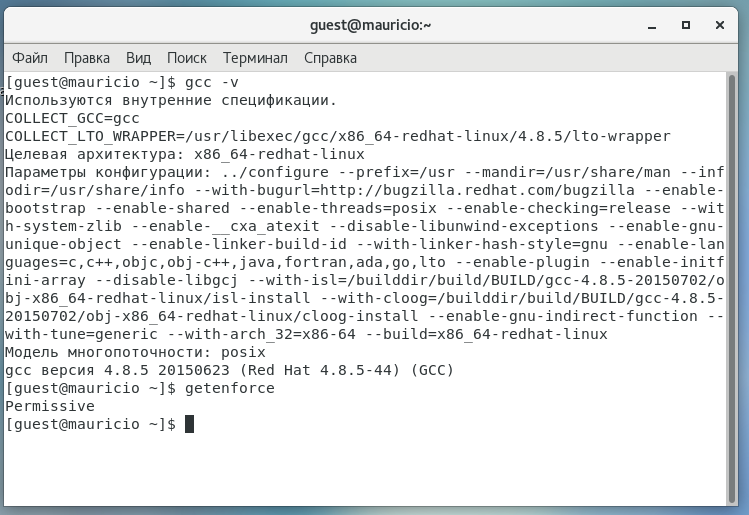 guest@mauricio:~
Файл Правка Вид Поиск Терминал Справка
[guest@mauricio ~]$ gcc -v
Используются внутренние спецификации.
COLLECT_GCC=gcc
COLLECT_LTO_WRAPPER=/usr/libexec/gcc/x86_64-redhat-linux/4.8.5/lto-wrapper
Целевая архитектура: x86_64-redhat-linux
Параметры конфигурации: ../configure --prefix=/usr --mandir=/usr/share/man --inf
odir=/usr/share/info --with-bugurl=http://bugzilla.redhat.com/bugzilla --enable-
bootstrap --enable-shared --enable-threads=posix --enable-checking=release --wit
h-system-zlib --enable-__cxa_atexit --disable-libunwind-exceptions --enable-gnu-
unique-object --enable-linker-build-id --with-linker-hash-style=gnu --enable-lan
guages=c,c++,objc,obj-c++,java,fortran,ada,go,lto --enable-plugin --enable-initf
ini-array --disable-libgcj --with-isl=/builddir/build/BUILD/gcc-4.8.5-20150702/o
bj-x86_64-redhat-linux/isl-install --with-cloog=/builddir/build/BUILD/gcc-4.8.5-
20150702/obj-x86_64-redhat-linux/cloog-install --enable-gnu-indirect-function --
with-tune=generic --with-arch_32=x86-64 --build=x86_64-redhat-linux
Модель многопоточности: posix
gcc версия 4.8.5 20150623 (Red Hat 4.8.5-44) (GCC)
[guest@mauricio ~]$ getenforce
Permissive
[guest@mauricio ~]$